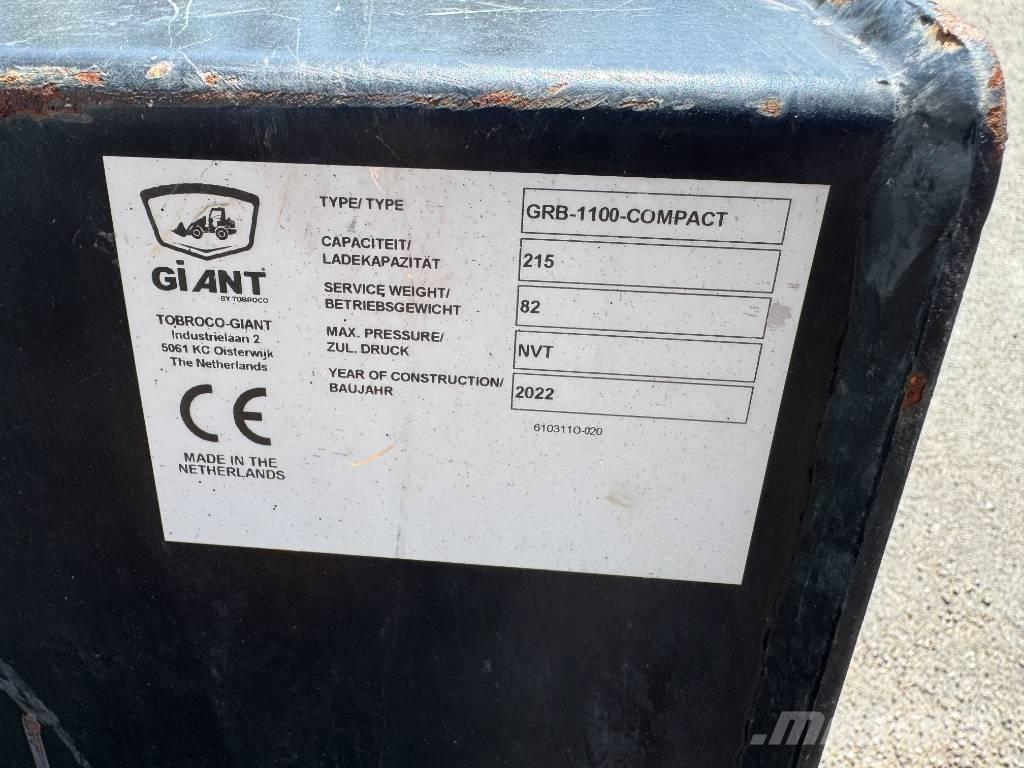 GiANT
BY TOBROCO
TOBROCO-GIANT
Industrielaan 2
5061 KC Oisterwijk
The Netherlands
CE
MADE IN THE
NETHERLANDS
TYPE/ TYPE
GRB-1100-COMPACT
CAPACITEIT/
LADEKAPAZITÄT
215
SERVICE WEIGHT/
BETRIEBSGEWICHT
82
MAX. PRESSURE/
ZUL. DRUCK
NVT
YEAR OF CONSTRUCTION/
BAUJAHR
2022
6103110-020